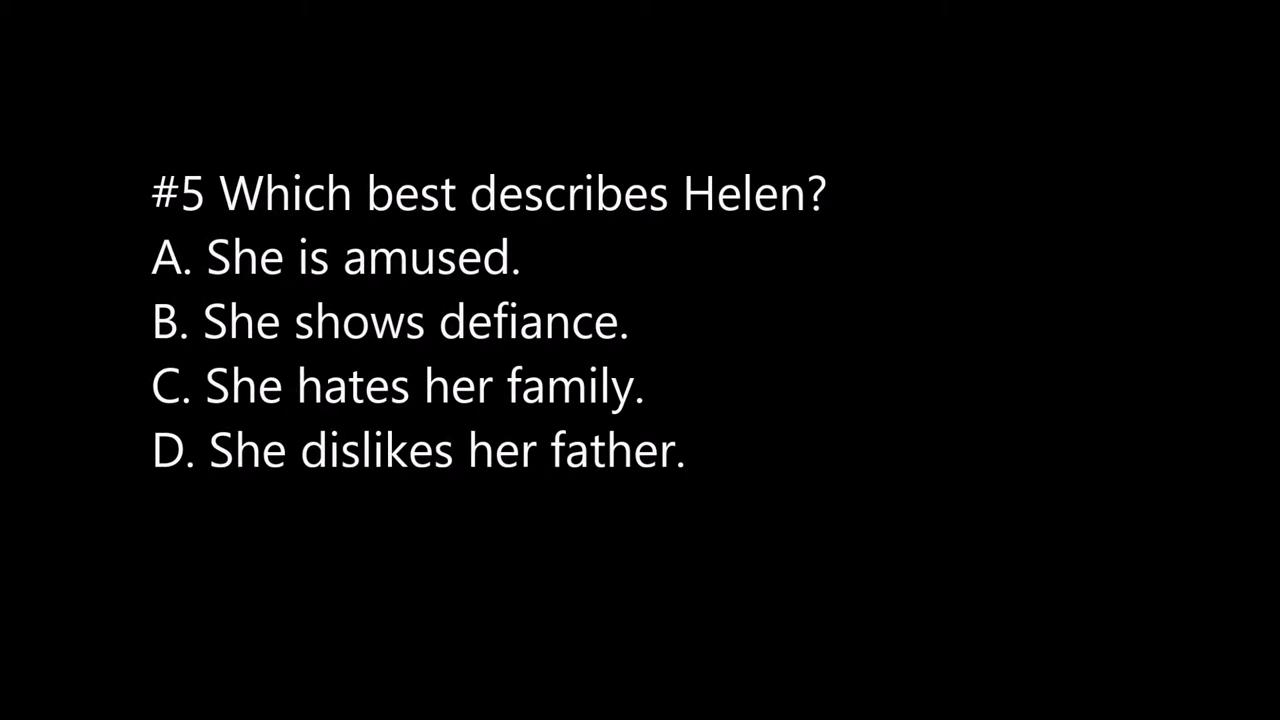 #5 Which best describes Helen?
A. She is amused.
B. She shows defiance.
C. She hates her family.
D. She dislikes her father.